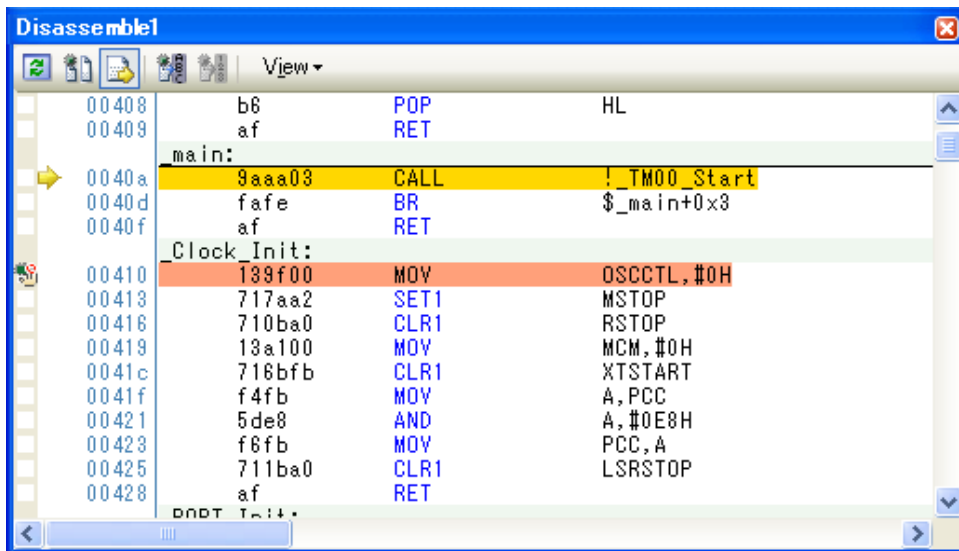 Disassemble1
View
00408 b6 POP HL
00409 af RET
_main:
0040a 9aaa03 CALL !_TM00_Start
0040d fafe BR $_main+0x3
0040f af RET
_Clock_Init:
00410 139f00 MOV OSCCTL,#0H
00413 717aa2 SET1 MSTOP
00416 710ba0 CLR1 RSTOP
00419 13a100 MOV MCM,#0H
0041c 716bfb CLR1 XTSTART
0041f f4fb MOV A,PCC
00421 5de8 AND A,#0E8H
00423 f6fb MOV PCC,A
00425 711ba0 CLR1 LSRSTOP
00428 af RET
_PORT_Init: